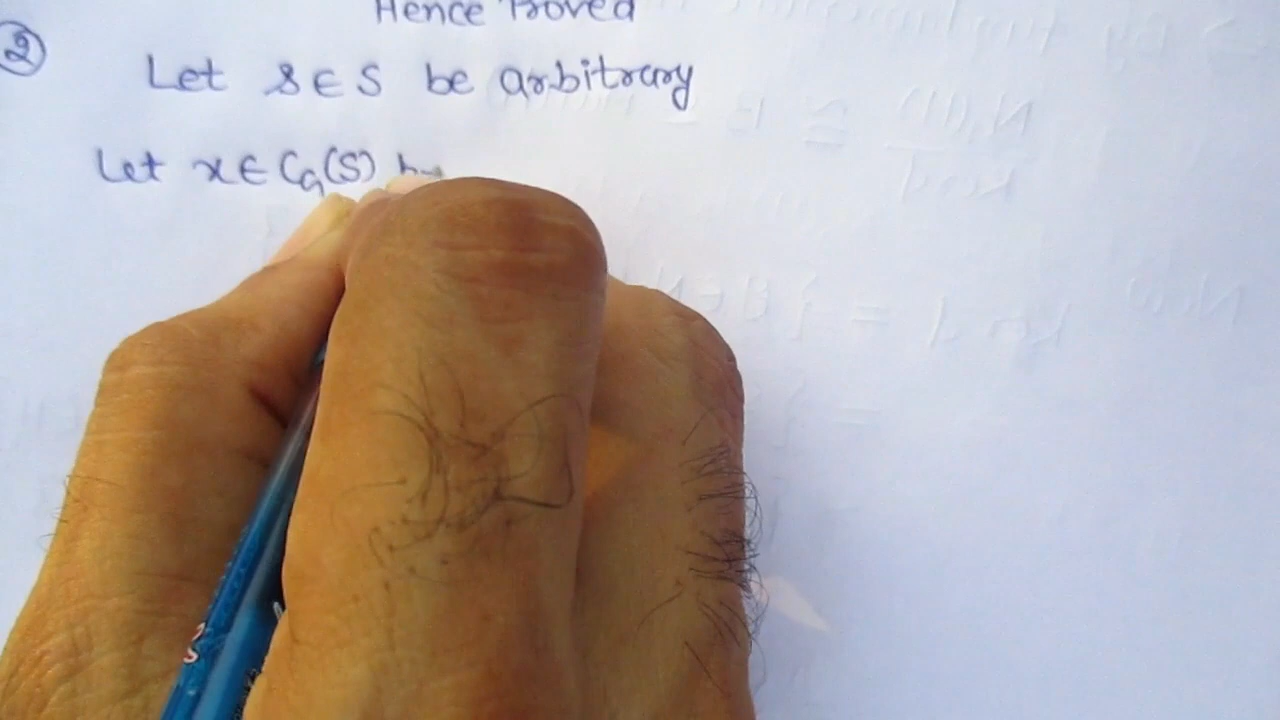 Hence Proved
② Let s ∈ S be arbitrary
Let x ∈ C_G(S)